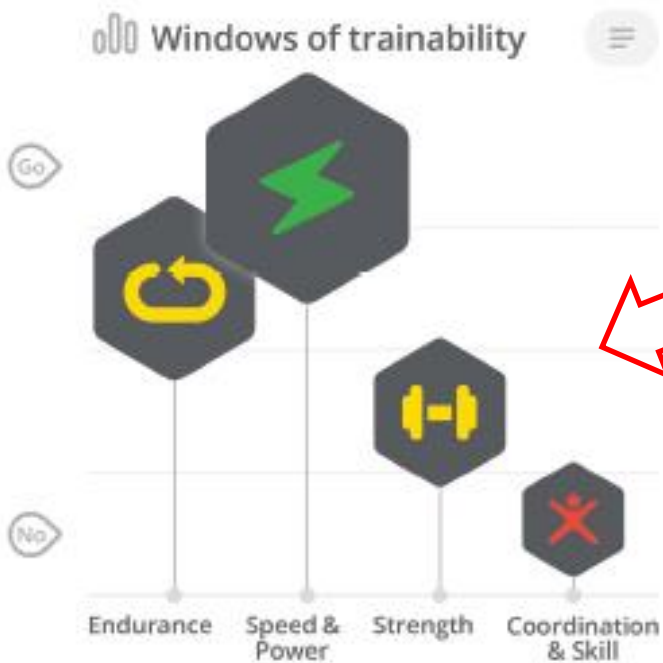 Windows of trainability
Go
No
Endurance
Speed &
Power
Strength
Coordination
& Skill